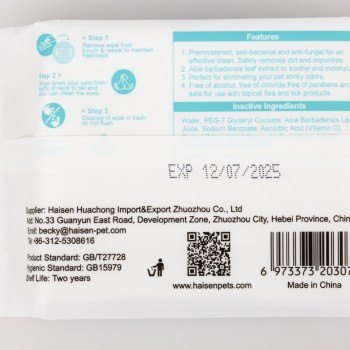 Step 1
Remove wipe from
pouch & reseal to maintain
freshness.
Step 2
Wipe down your pets from
side of neck to tail and
also can clean the eyes.
Step 3
Dispose of wipe in trash.
Do not flush.
Features
1. Premoistened, anti-bacterial and anti-fungal for an
effective clean. Safely removes dirt and impurities.
2. Aloe barbadensis leaf extract to soothe and moisturi
3. Perfect for eliminating your pet stinky odors.
4. Free of alcohol, free of chloride, free of parabens and
safe for use with topical flea and tick products.
Inactive Ingredients
Water, PEG-7 Glyceryl Cocoate, Aloe Barbadensis Le
Juice, Sodium Benzoate, Ascorbic Acid (Vitamin C),
EXP 12/07/2025
Supplier: Haisen Huachong Import&Export Zhuozhou Co., Ltd
Add: No.33 Guanyun East Road, Development Zone, Zhuozhou City, Hebei Province, China
Email: becky@haisen-pet.com
Tel: +86-312-5308616
Product Standard: GB/T27728
Hygienic Standard: GB15979
Shelf Life: Two years
www.haisenpets.com
6 973373 20307
Made in China